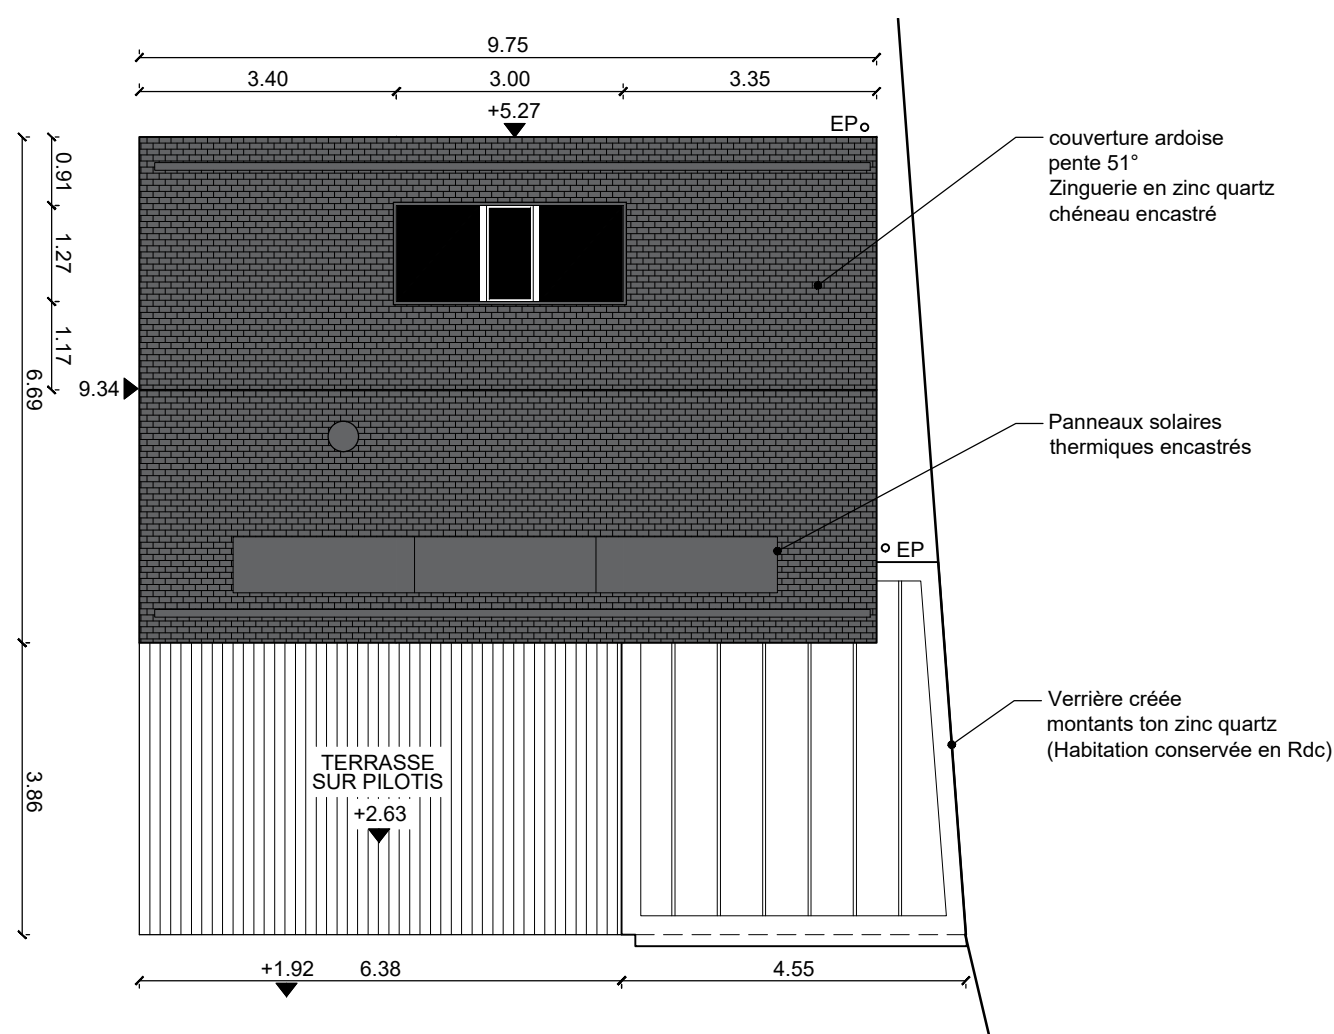 9.75
3.40
3.00
3.35
+5.27
EP
couverture ardoise
pente 51°
Zinguerie en zinc quartz
chéneau encastré
0.91
1.27
1.17
6.69
9.34
Panneaux solaires
thermiques encastrés
EP
Verrière créée
montants ton zinc quartz
(Habitation conservée en Rdc)
TERRASSE
SUR PILOTIS
+2.63
3.86
+1.92
6.38
4.55